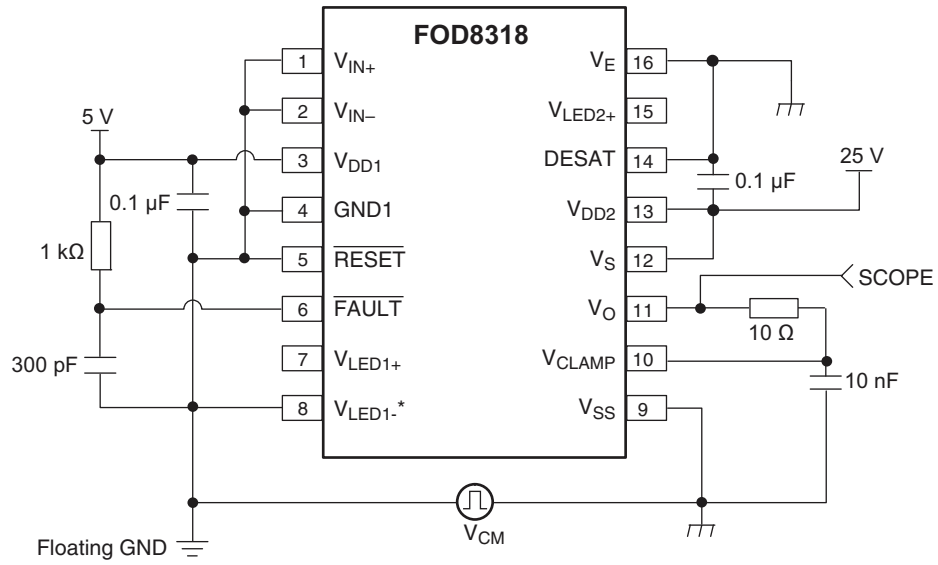 FOD8318
1 V_IN+
2 V_IN–
3 V_DD1
4 GND1
5 RESET
6 FAULT
7 V_LED1+
8 V_LED1-*
V_E 16
V_LED2+ 15
DESAT 14
V_DD2 13
V_S 12
V_O 11
V_CLAMP 10
V_SS 9
5 V
0.1 µF
1 kΩ
300 pF
Floating GND
V_CM
0.1 µF
25 V
SCOPE
10 Ω
10 nF